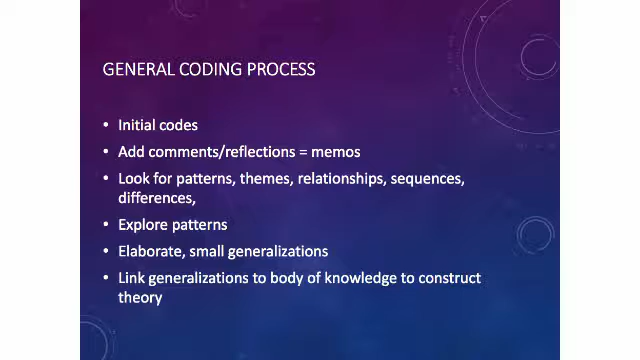 GENERAL CODING PROCESS
• Initial codes
• Add comments/reflections = memos
• Look for patterns, themes, relationships, sequences,
differences,
• Explore patterns
• Elaborate, small generalizations
• Link generalizations to body of knowledge to construct
theory